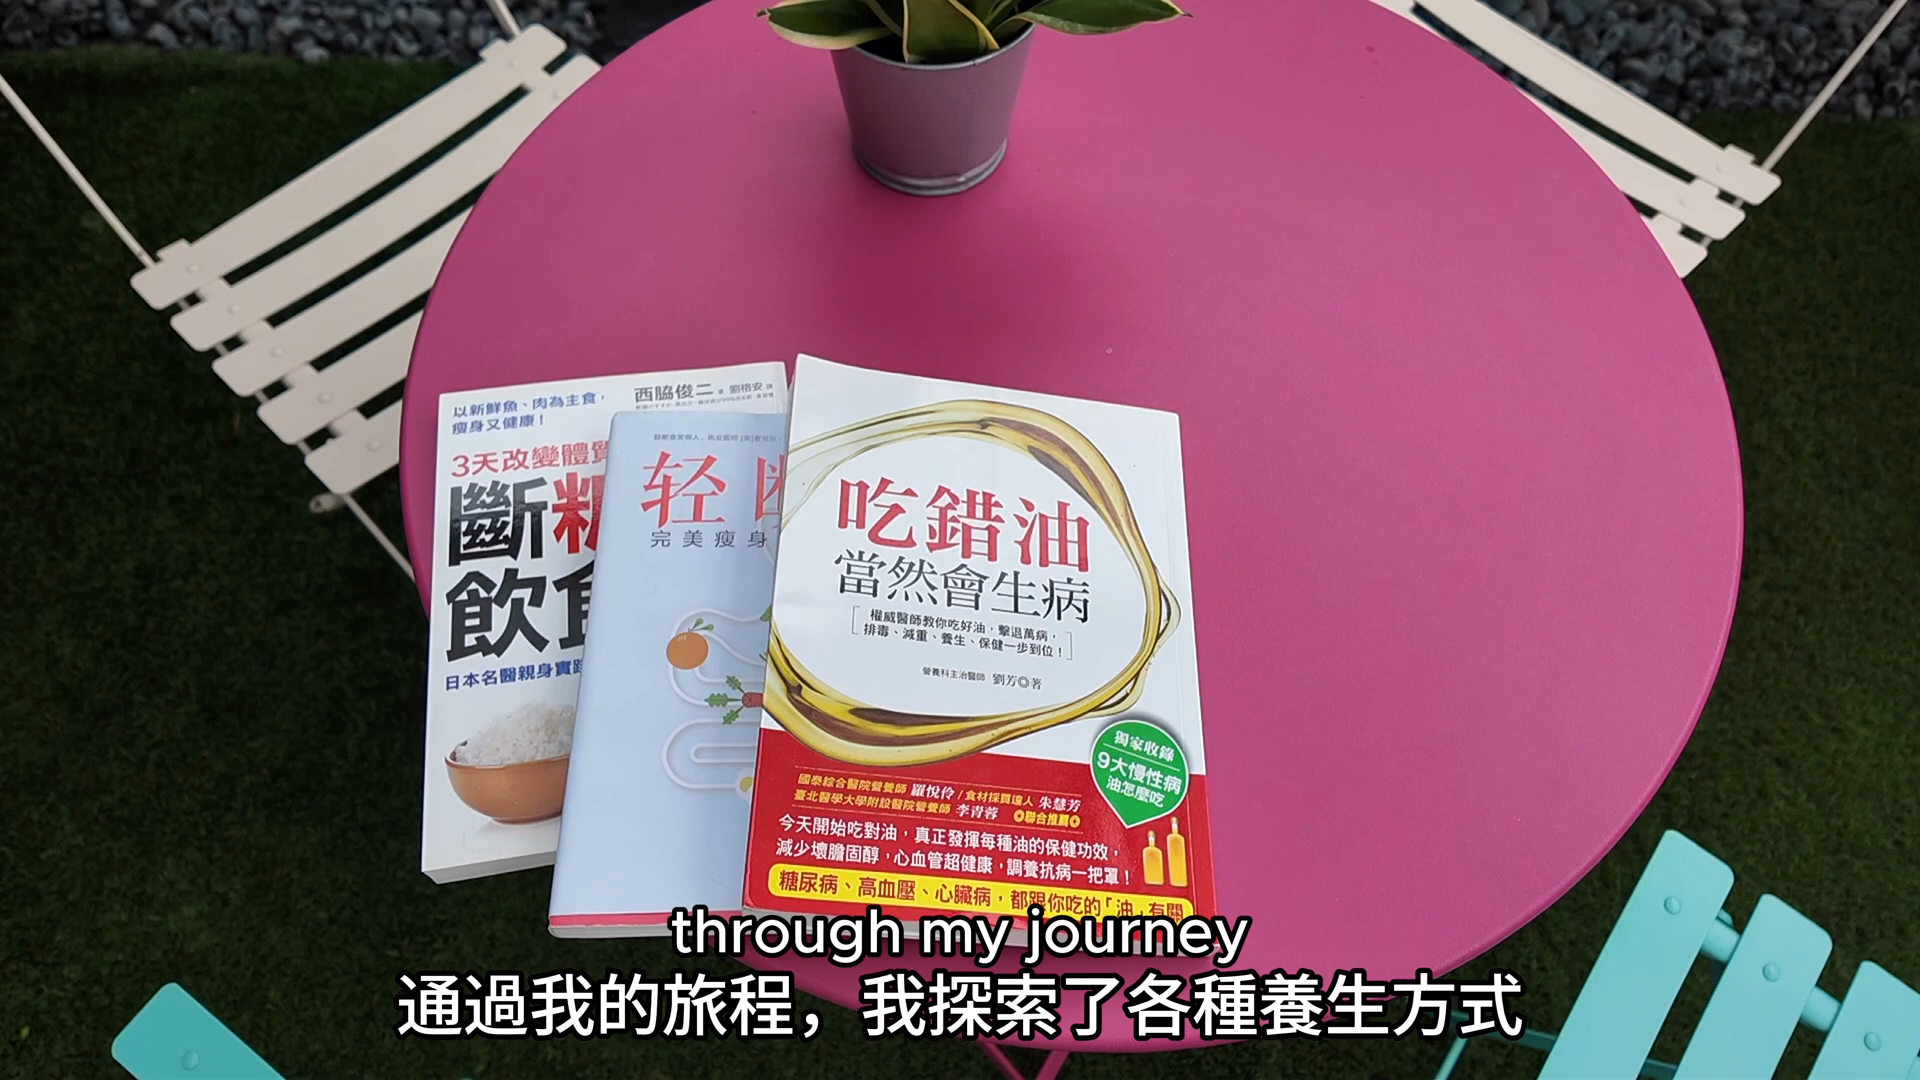 以新鮮魚、肉為主食,
瘦身又健康!
西脇俊二 著 劉格安 譯
3天改變體質
斷糖
飲食
日本名醫親身實踐
轻断
完美瘦身
吃錯油
當然會生病
權威醫師教你吃好油,擊退萬病,
排毒、減重、養生、保健一步到位!
營養科主治醫師 劉芳◎著
獨家收錄
9大慢性病
油怎麼吃
國泰綜合醫院營養師 羅悅伶/食材採買達人 朱慧芳
臺北醫學大學附設醫院營養師 李青蓉 ◎聯合推薦◎
今天開始吃對油,真正發揮每種油的保健功效,
減少壞膽固醇,心血管超健康,調養抗病一把罩!
糖尿病、高血壓、心臟病,都跟你吃的「油」有關
through my journey
通過我的旅程,我探索了各種養生方式